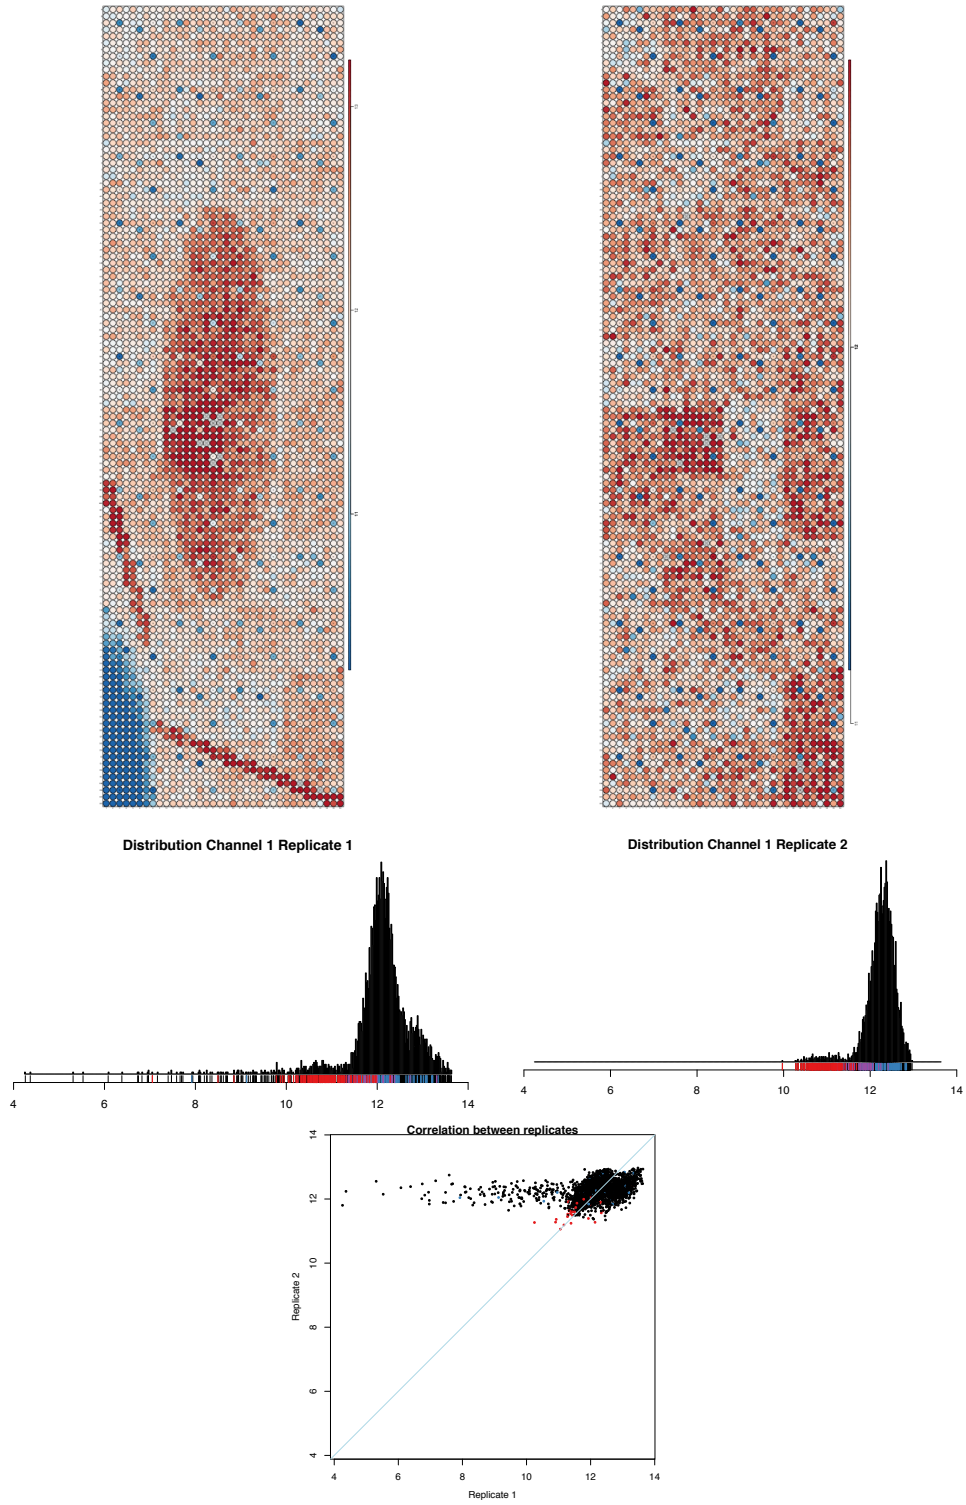 Distribution Channel 1 Replicate 1
Distribution Channel 1 Replicate 2
4 6 8 10 12 14
4 6 8 10 12 14
Correlation between replicates
14
12
10
8
6
4
Replicate 2
4 6 8 10 12 14
Replicate 1